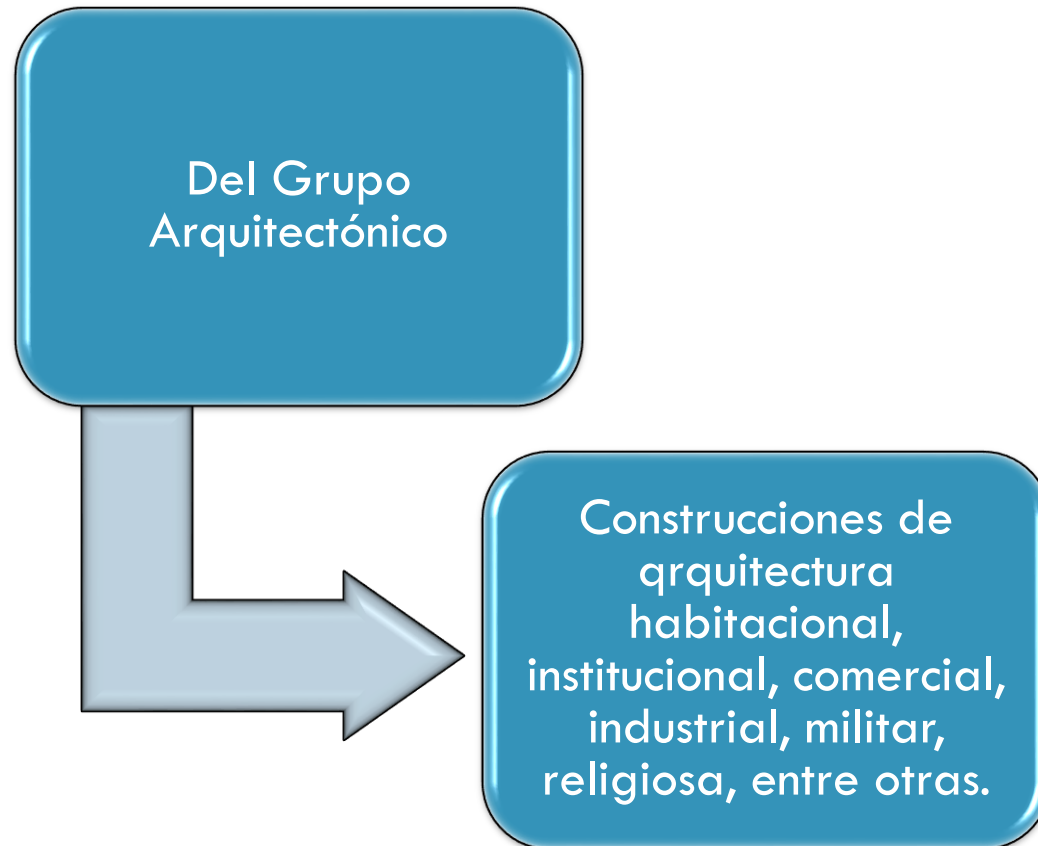 Del Grupo
Arquitectónico
Construcciones de
qrquitectura
habitacional,
institucional, comercial,
industrial, militar,
religiosa, entre otras.